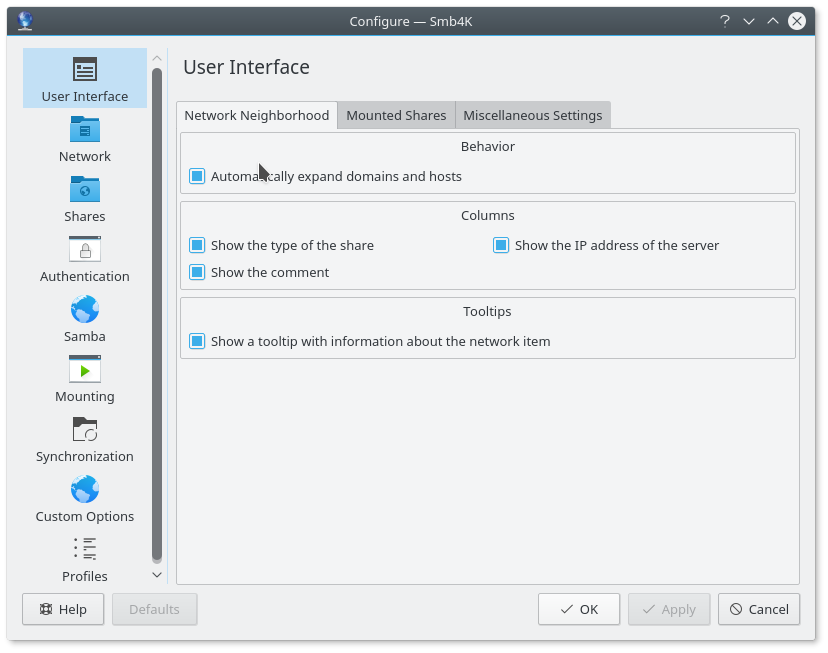 Configure — Smb4K
User Interface
Network
Shares
Authentication
Samba
Mounting
Synchronization
Custom Options
Profiles
User Interface
Network Neighborhood
Mounted Shares
Miscellaneous Settings
Behavior
Automatically expand domains and hosts
Columns
Show the type of the share
Show the IP address of the server
Show the comment
Tooltips
Show a tooltip with information about the network item
Help
Defaults
OK
Apply
Cancel